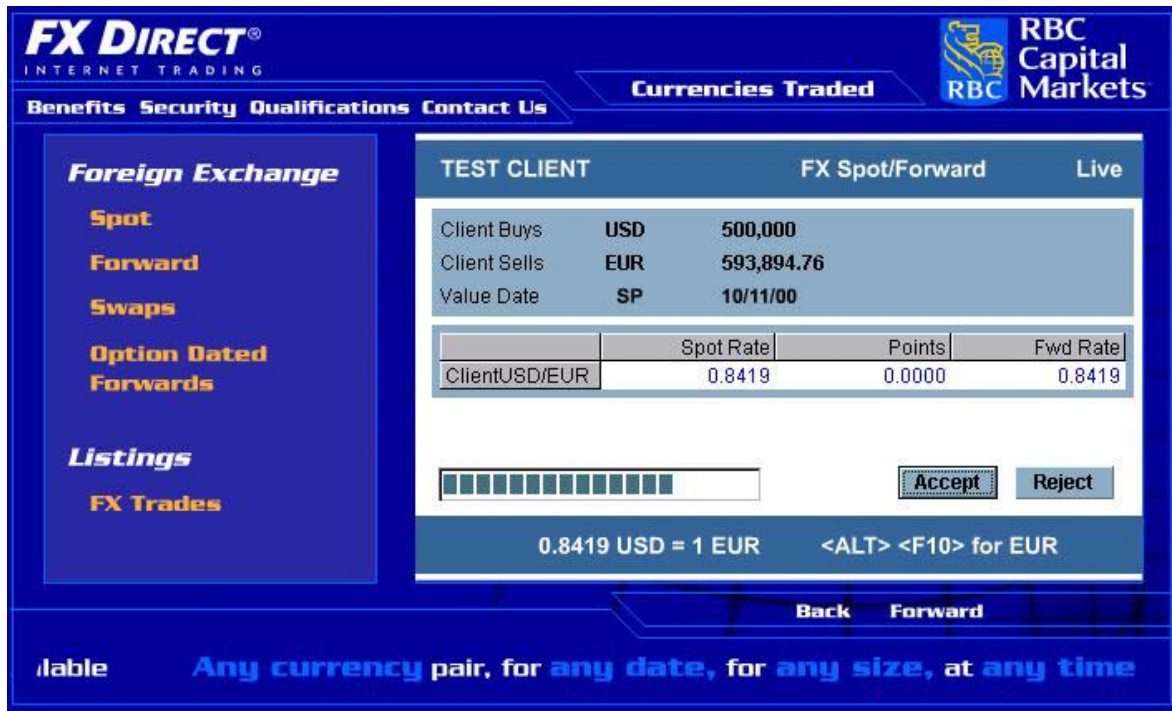 FX DIRECT®
INTERNET TRADING
RBC
Capital
Markets
RBC
Currencies Traded
Benefits Security Qualifications Contact Us
Foreign Exchange
Spot
Forward
Swaps
Option Dated
Forwards
Listings
FX Trades
TEST CLIENT FX Spot/Forward Live
Client Buys USD 500,000
Client Sells EUR 593,894.76
Value Date SP 10/11/00
Spot Rate Points Fwd Rate
ClientUSD/EUR 0.8419 0.0000 0.8419
Accept Reject
0.8419 USD = 1 EUR <ALT> <F10> for EUR
Back Forward
lable Any currency pair, for any date, for any size, at any time